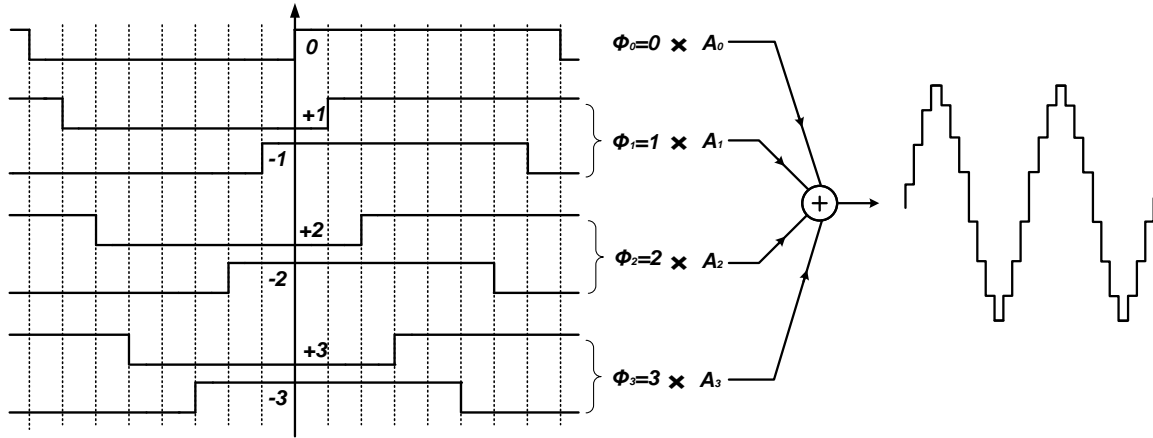 0
Φ₀=0 × A₀
+1
-1
Φ₁=1 × A₁
+
+2
-2
Φ₂=2 × A₂
+3
-3
Φ₃=3 × A₃